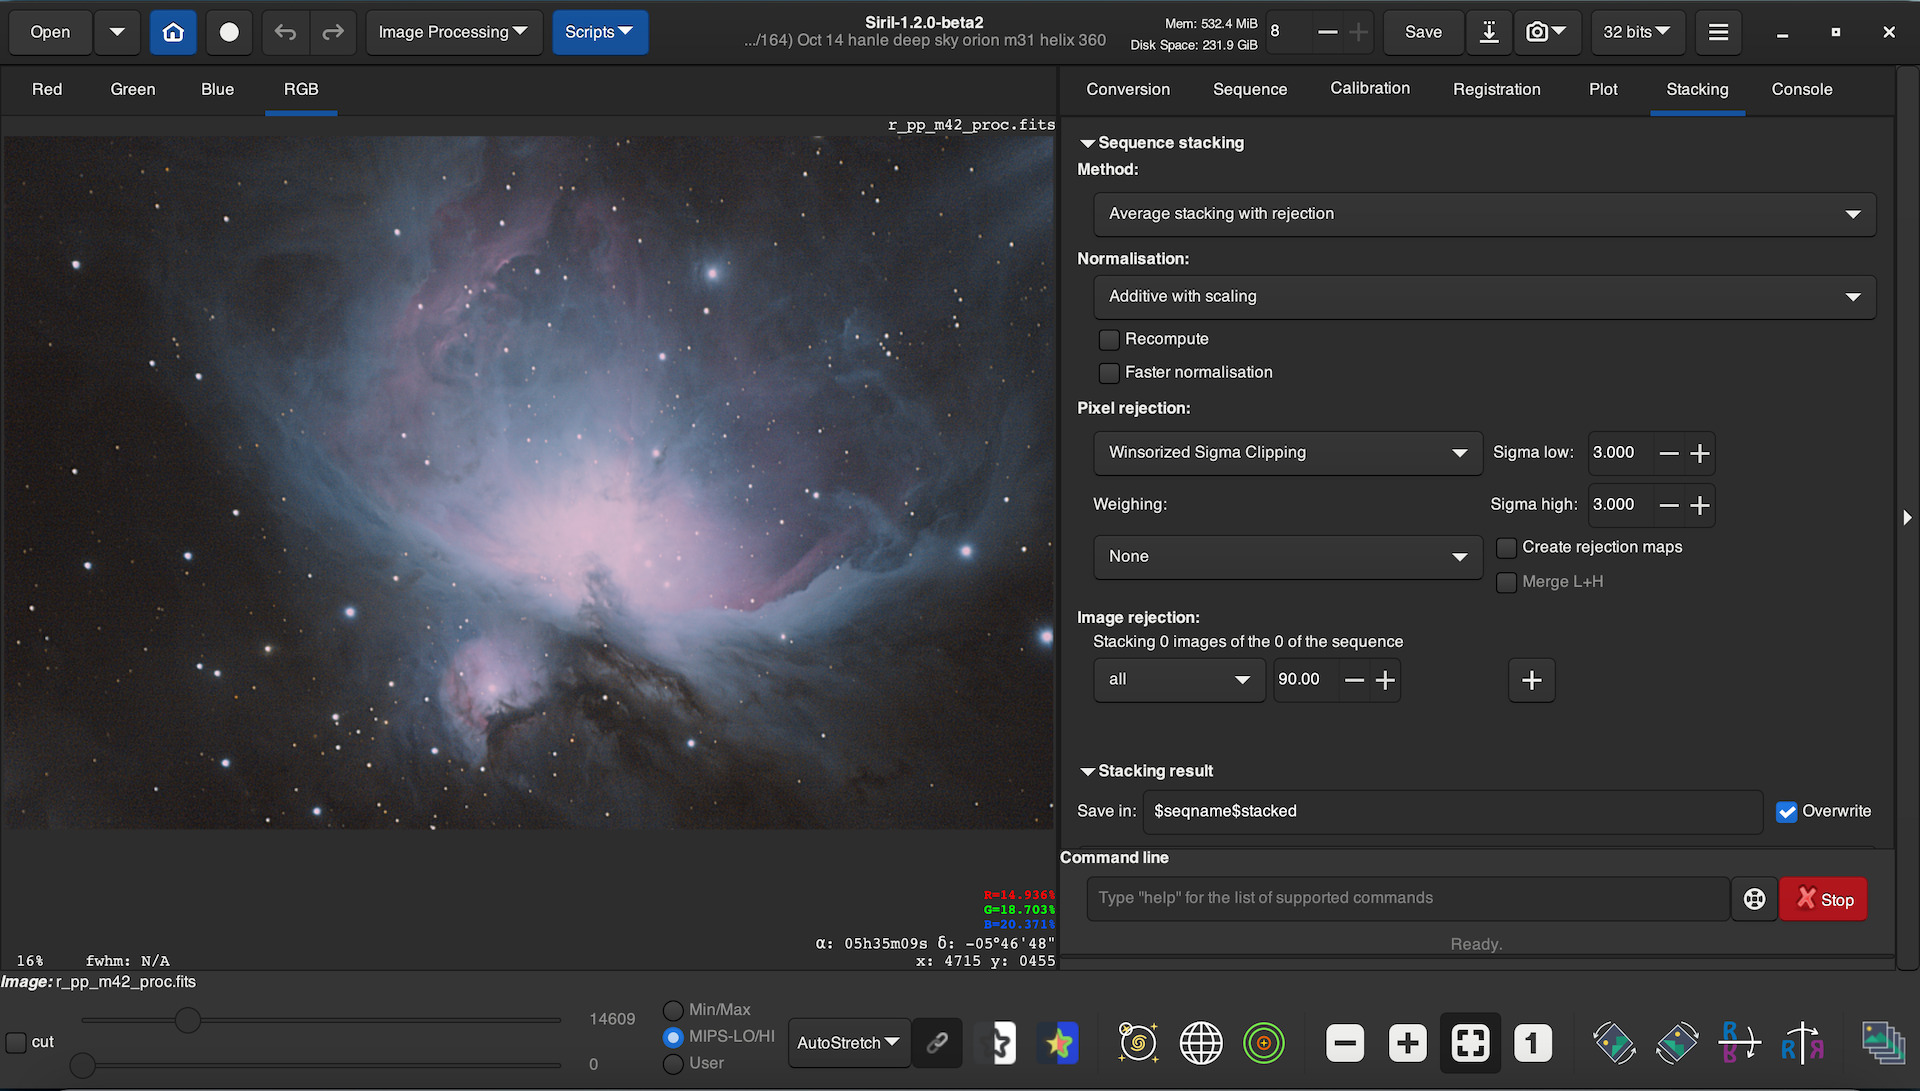 Open
Image Processing
Scripts
Siril-1.2.0-beta2
.../164) Oct 14 hanle deep sky orion m31 helix 360
Mem: 532.4 MiB
Disk Space: 231.9 GiB
8
Save
32 bits
Red Green Blue RGB
Conversion Sequence Calibration Registration Plot Stacking Console
r_pp_m42_proc.fits
Sequence stacking
Method:
Average stacking with rejection
Normalisation:
Additive with scaling
Recompute
Faster normalisation
Pixel rejection:
Winsorized Sigma Clipping
Sigma low: 3.000
Weighing:
Sigma high: 3.000
None
Create rejection maps
Merge L+H
Image rejection:
Stacking 0 images of the 0 of the sequence
all
90.00
Stacking result
Save in: $seqname$stacked
Overwrite
Command line
Type "help" for the list of supported commands
Stop
Ready.
R=14.936%
G=18.703%
B=20.371%
α: 05h35m09s δ: -05°46'48"
x: 4715 y: 0455
16% fwhm: N/A
Image: r_pp_m42_proc.fits
cut
14609
0
Min/Max
MIPS-LO/HI
User
AutoStretch
1
R
R
R R